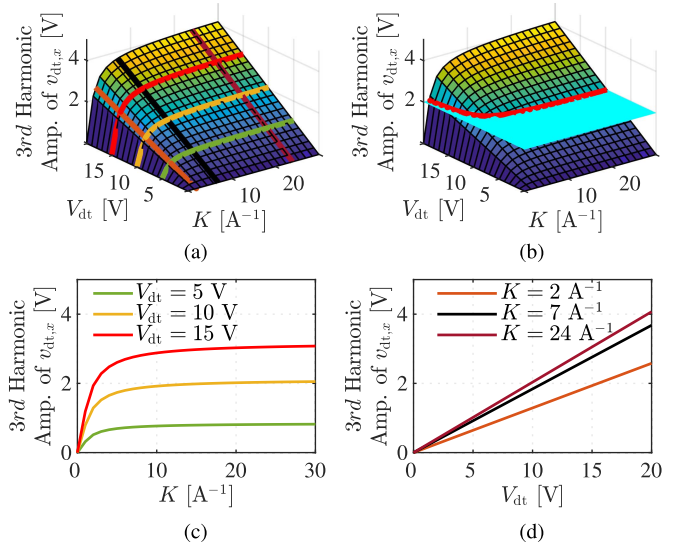 3rd Harmonic
Amp. of v_dt,x [V]
4
2
15
10
5
V_dt [V]
10
20
K [A⁻¹]
(a)
3rd Harmonic
Amp. of v_dt,x [V]
4
2
15
10
5
V_dt [V]
10
20
K [A⁻¹]
(b)
3rd Harmonic
Amp. of v_dt,x [V]
4
2
0
V_dt = 5 V
V_dt = 10 V
V_dt = 15 V
0 10 20 30
K [A⁻¹]
(c)
3rd Harmonic
Amp. of v_dt,x [V]
4
2
0
K = 2 A⁻¹
K = 7 A⁻¹
K = 24 A⁻¹
0 5 10 15 20
V_dt [V]
(d)